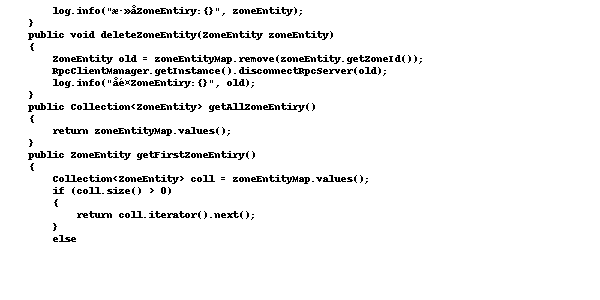 log.info("æ·»åZoneEntiry:{}", zoneEntity);
}
public void deleteZoneEntity(ZoneEntity zoneEntity)
{
ZoneEntity old = zoneEntityMap.remove(zoneEntity.getZoneId());
RpcClientManager.getInstance().disconnectRpcServer(old);
log.info("åé¤ZoneEntiry:{}", old);
}
public Collection<ZoneEntity> getAllZoneEntiry()
{
return zoneEntityMap.values();
}
public ZoneEntity getFirstZoneEntiry()
{
Collection<ZoneEntity> coll = zoneEntityMap.values();
if (coll.size() > 0)
{
return coll.iterator().next();
}
else